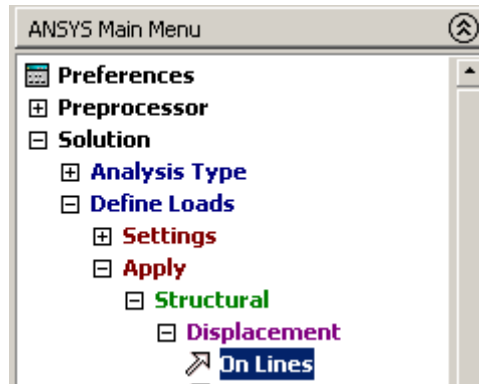 ANSYS Main Menu
Preferences
Preprocessor
Solution
Analysis Type
Define Loads
Settings
Apply
Structural
Displacement
On Lines